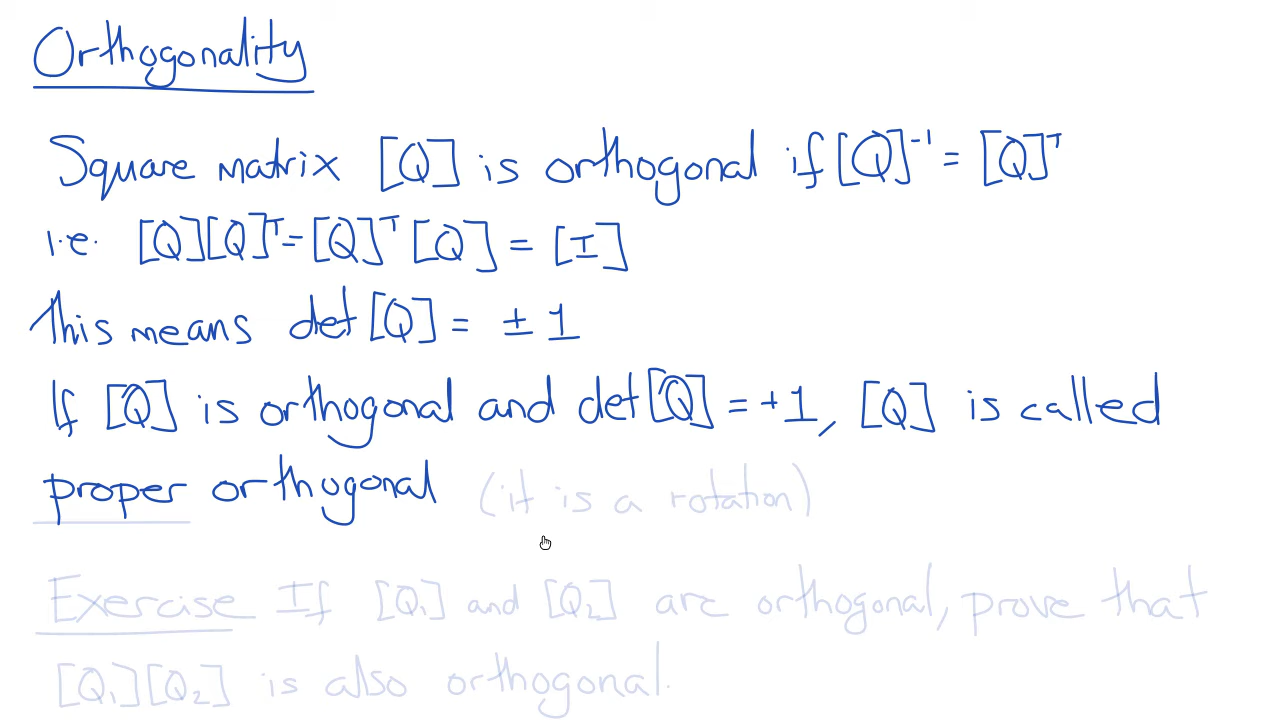 Orthogonality
Square matrix [Q] is orthogonal if [Q]⁻¹ = [Q]ᵀ
i.e. [Q][Q]ᵀ = [Q]ᵀ[Q] = [I]
This means det[Q] = ± 1
If [Q] is orthogonal and det[Q] = +1, [Q] is called
proper orthogonal (it is a rotation)
Exercise If [Q₁] and [Q₂] are orthogonal, prove that
[Q₁][Q₂] is also orthogonal.